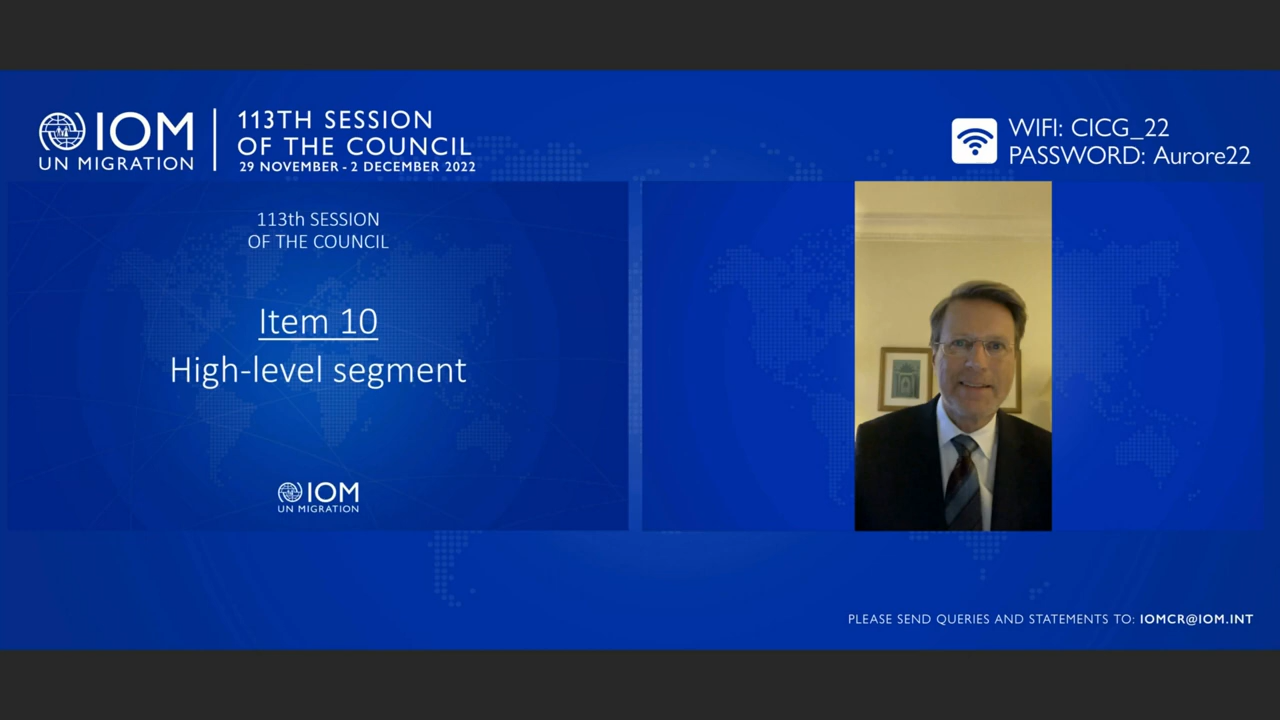 IOM
UN MIGRATION
113TH SESSION
OF THE COUNCIL
29 NOVEMBER - 2 DECEMBER 2022
WIFI: CICG_22
PASSWORD: Aurore22
113th SESSION
OF THE COUNCIL
Item 10
High-level segment
IOM
UN MIGRATION
PLEASE SEND QUERIES AND STATEMENTS TO: IOMCR@IOM.INT